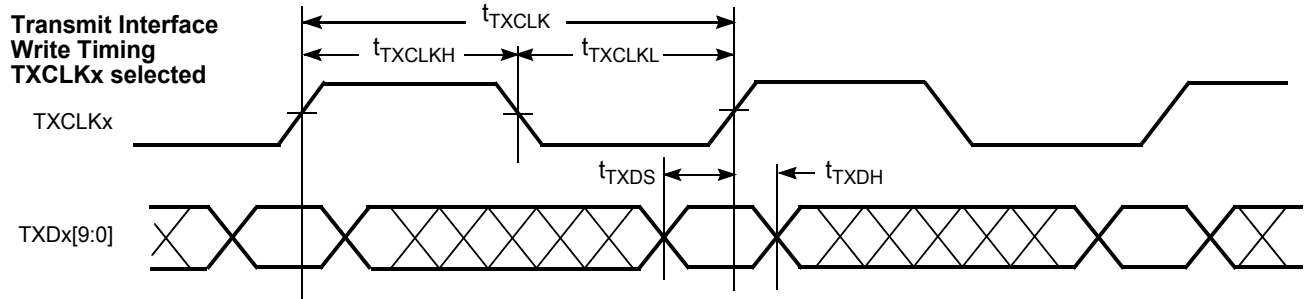 Transmit Interface
Write Timing
TXCLKx selected
tTXCLK
tTXCLKH
tTXCLKL
TXCLKx
tTXDS
tTXDH
TXDx[9:0]